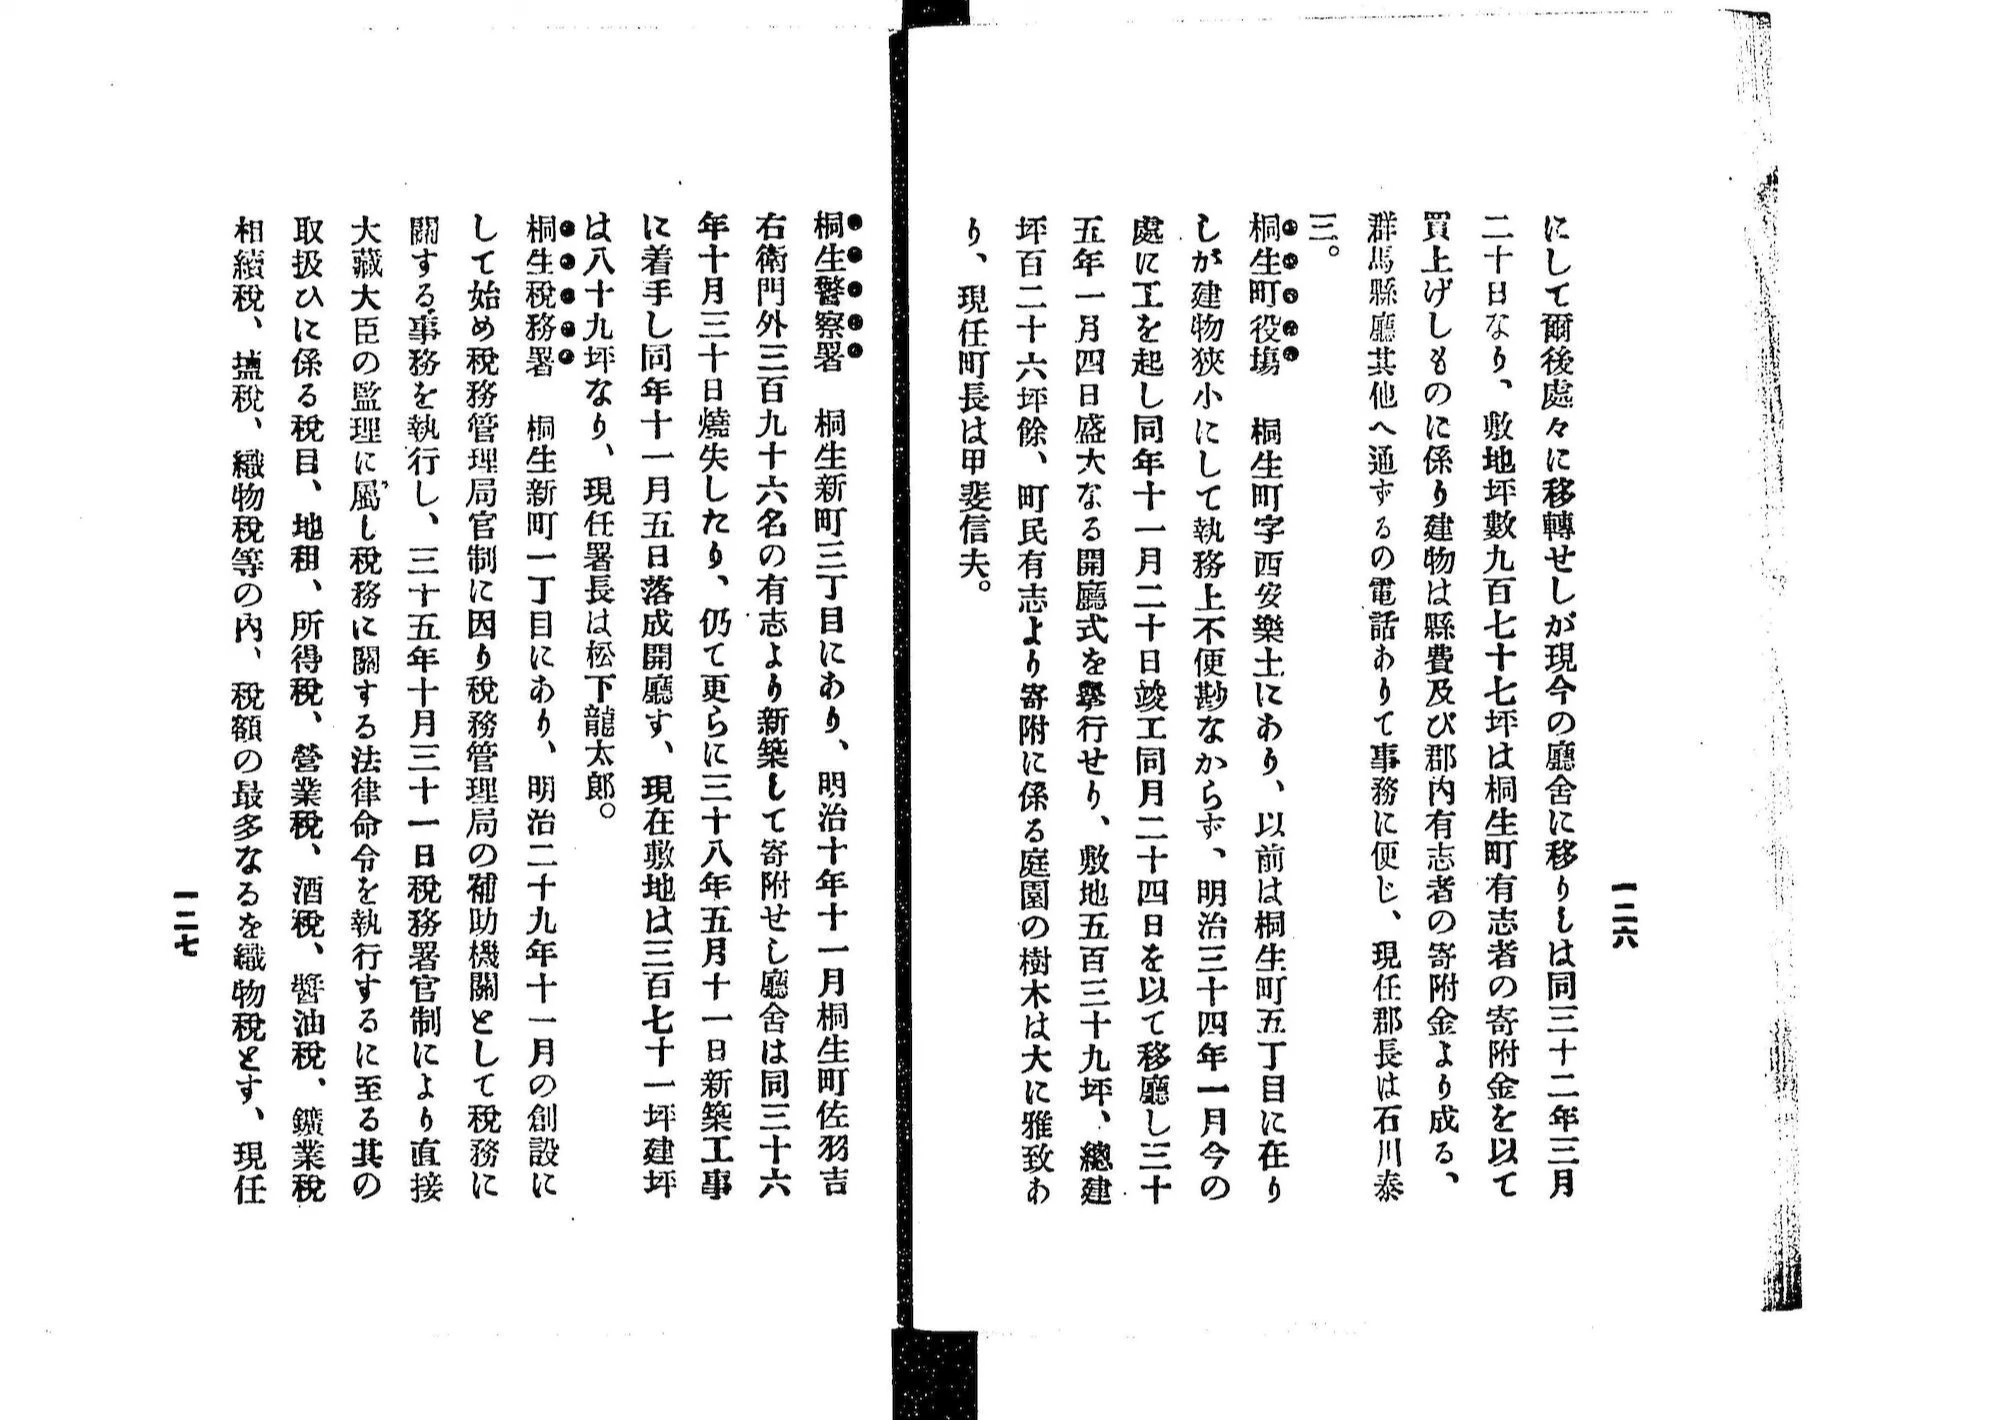 一二六
にして爾後處々に移轉せしが現今の廳舍に移りしは同三十二年三月
二十日なり、敷地坪數九百七十七坪は桐生町有志者の寄附金を以て
買上げしものに係り建物は縣費及び郡內有志者の寄附金より成る、
群馬縣廳其他へ通ずるの電話ありて事務に便じ、現任郡長は石川泰
三。
桐生町役塲　桐生町字西安樂土にあり、以前は桐生町五丁目に在り
しが建物狹小にして執務上不便尠なからず、明治三十四年一月今の
處に工を起し同年十一月二十日竣工同月二十四日を以て移廳し三十
五年一月四日盛大なる開廳式を擧行せり、敷地五百三十九坪、總建
坪百二十六坪餘、町民有志より寄附に係る庭園の樹木は大に雅致あ
り、現任町長は甲斐信夫。
桐生警察署　桐生新町三丁目にあり、明治十年十一月桐生町佐羽吉
右衛門外三百九十六名の有志より新築して寄附せし廳舍は同三十六
年十月三十日燒失したり、仍て更らに三十八年五月十一日新築工事
に着手し同年十一月五日落成開廳す、現在敷地は三百七十一坪建坪
は八十九坪なり、現任署長は松下龍太郎。
桐生稅務署　桐生新町一丁目にあり、明治二十九年十一月の創設に
して始め稅務管理局官制に因り稅務管理局の補助機關として稅務に
關する事務を執行し、三十五年十月三十一日稅務署官制により直接
大藏大臣の監理に屬し稅務に關する法律命令を執行するに至る其の
取扱ひに係る稅目、地租、所得稅、營業稅、酒稅、醬油稅、鑛業稅
相續稅、塩稅、織物稅等の內、稅額の最多なるを織物稅とす、現任
一二七